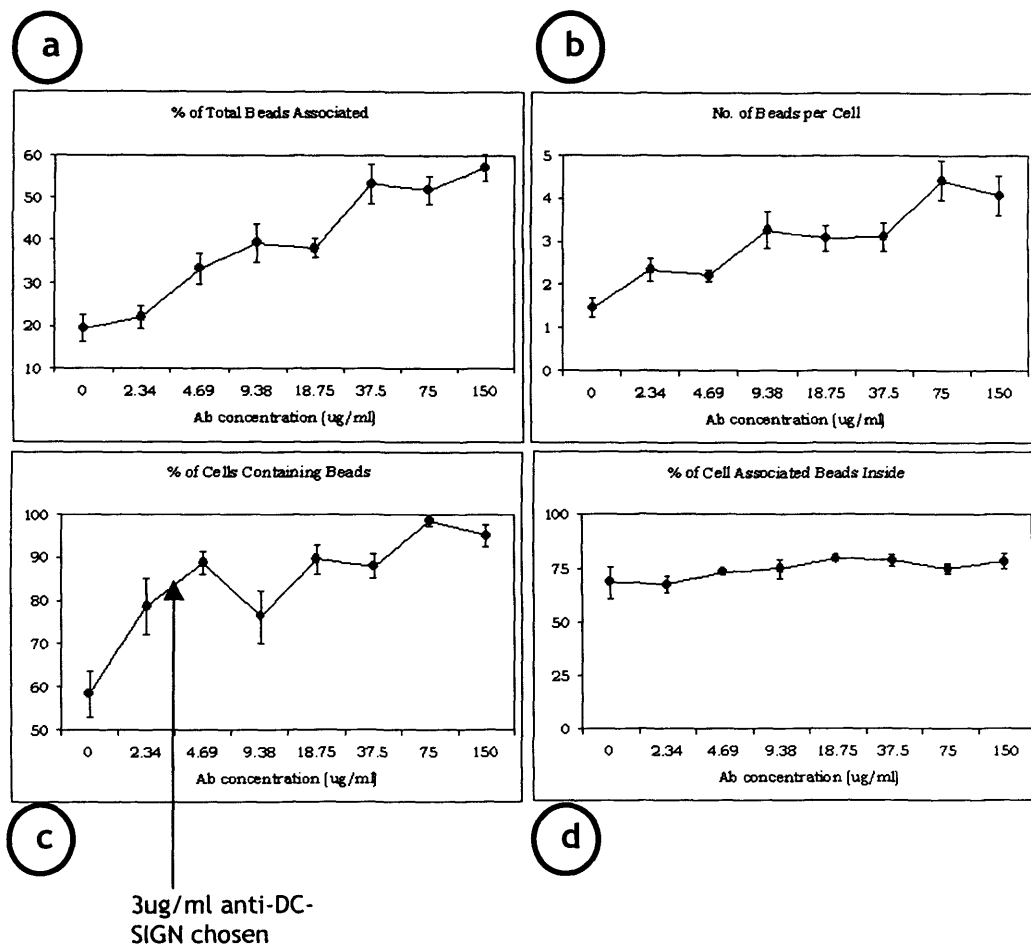 a
b
% of Total Beads Associated
60
50
40
30
20
10
0 2.34 4.69 9.38 18.75 37.5 75 150
Ab concentration (ug/ml)
No. of Beads per Cell
5
4
3
2
1
0
0 2.34 4.69 9.38 18.75 37.5 75 150
Ab concentration (ug/ml)
% of Cells Containing Beads
100
90
80
70
60
50
0 2.34 4.69 9.38 18.75 37.5 75 150
Ab concentration (ug/ml)
% of Cell Associated Beads Inside
100
75
50
25
0
0 2.34 4.69 9.38 18.75 37.5 75 150
Ab concentration (ug/ml)
c
d
3ug/ml anti-DC-
SIGN chosen